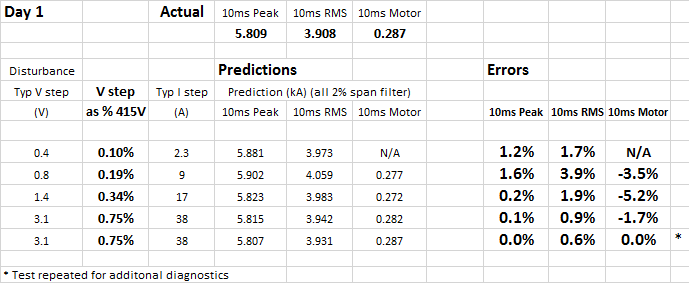 Day 1 Actual 10ms Peak 10ms RMS 10ms Motor
5.809 3.908 0.287
Disturbance Predictions Errors
Typ V step V step Typ I step Prediction (kA) (all 2% span filter)
(V) as % 415V (A) 10ms Peak 10ms RMS 10ms Motor 10ms Peak 10ms RMS 10ms Motor
0.4 0.10% 2.3 5.881 3.973 N/A 1.2% 1.7% N/A
0.8 0.19% 9 5.902 4.059 0.277 1.6% 3.9% -3.5%
1.4 0.34% 17 5.823 3.983 0.272 0.2% 1.9% -5.2%
3.1 0.75% 38 5.815 3.942 0.282 0.1% 0.9% -1.7%
3.1 0.75% 38 5.807 3.931 0.287 0.0% 0.6% 0.0% *
* Test repeated for additonal diagnostics